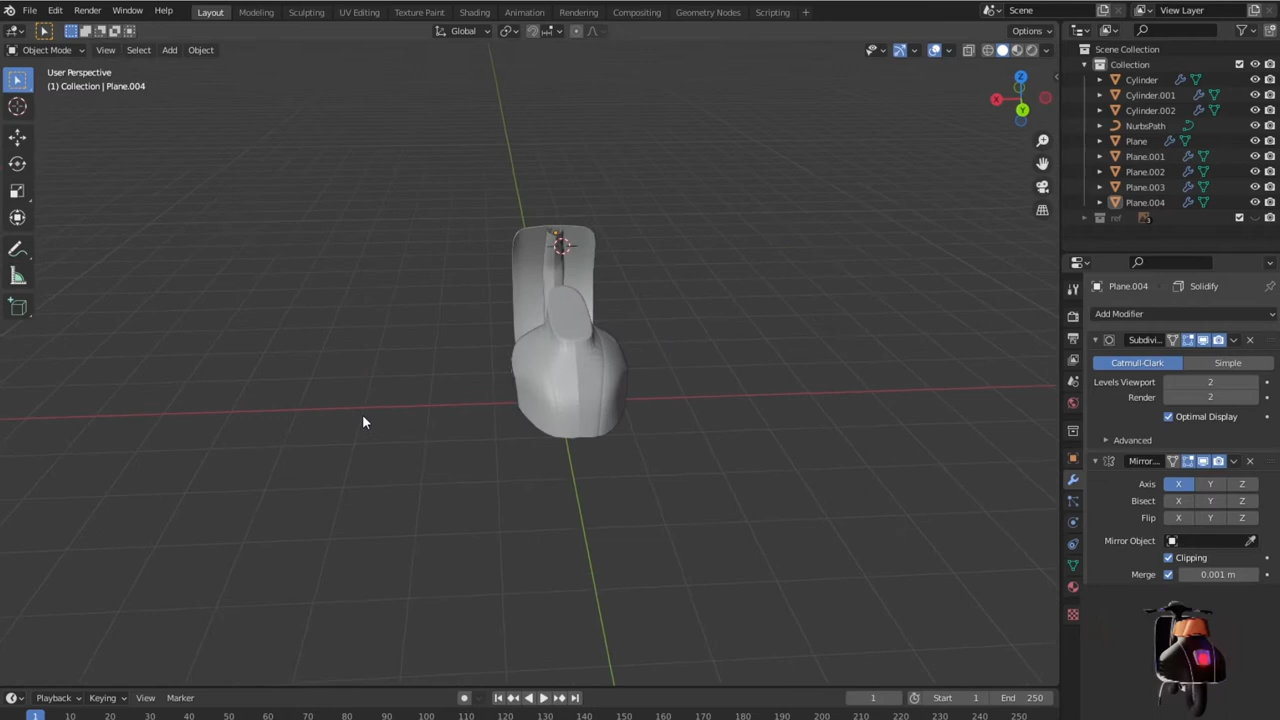 File Edit Render Window Help Layout Modeling Sculpting UV Editing Texture Paint Shading Animation Rendering Compositing Geometry Nodes Scripting + Scene View Layer
Global Options
Object Mode View Select Add Object
User Perspective
(1) Collection | Plane.004
X Y Z
Scene Collection
Collection
Cylinder
Cylinder.001
Cylinder.002
NurbsPath
Plane
Plane.001
Plane.002
Plane.003
Plane.004
ref 3
Plane.004 Solidify
Add Modifier
Subdivi...
Catmull-Clark Simple
Levels Viewport 2
Render 2
Optimal Display
Advanced
Mirror...
Axis X Y Z
Bisect X Y Z
Flip X Y Z
Mirror Object
Clipping
Merge 0.001 m
Playback Keying View Marker 1 Start 1 End 250
1 10 20 30 40 50 60 70 80 90 100 110 120 130 140 150 160 170 180 190 200 210 220 230 240 250